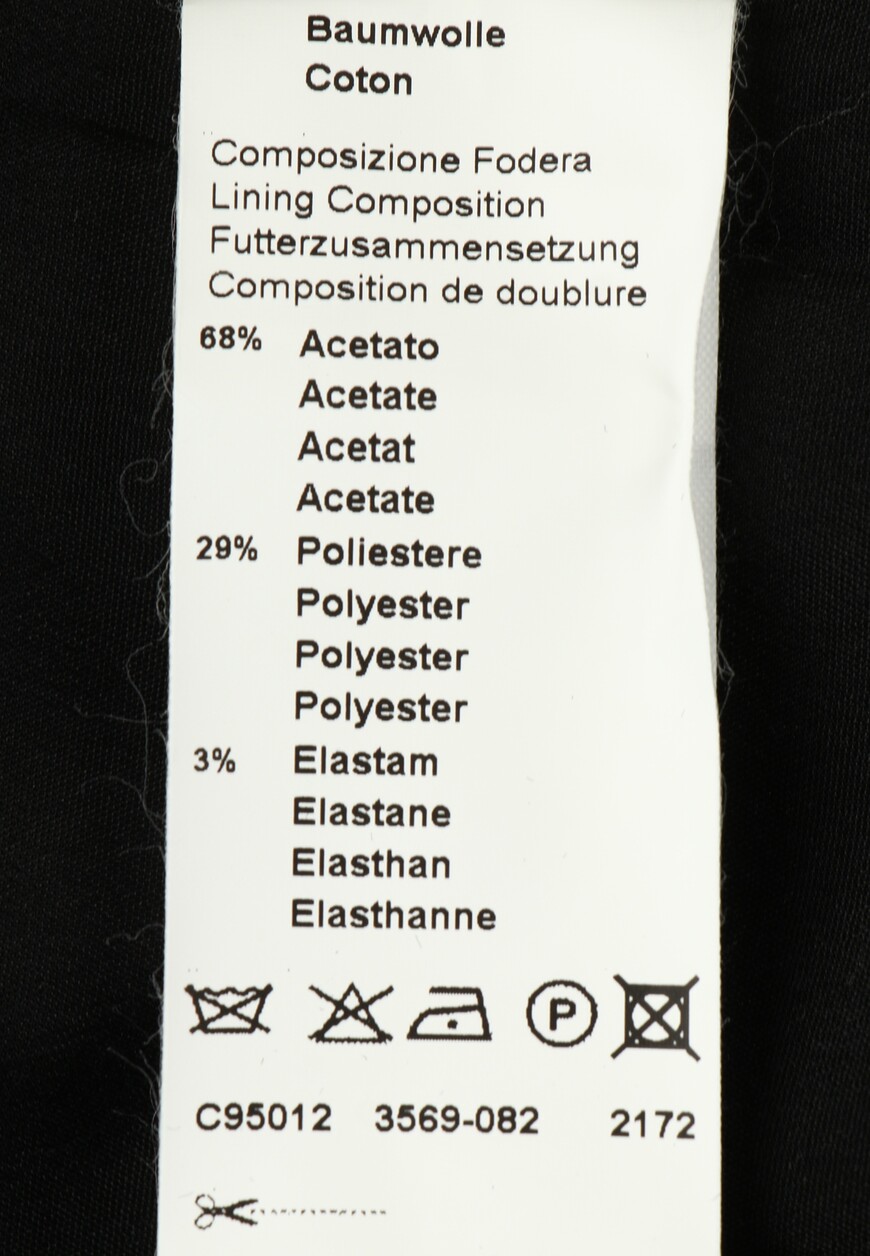 Baumwolle
Coton
Composizione Fodera
Lining Composition
Futterzusammensetzung
Composition de doublure
68% Acetato
Acetate
Acetat
Acetate
29% Poliestere
Polyester
Polyester
Polyester
3% Elastam
Elastane
Elasthan
Elasthanne
P
C95012 3569-082 2172